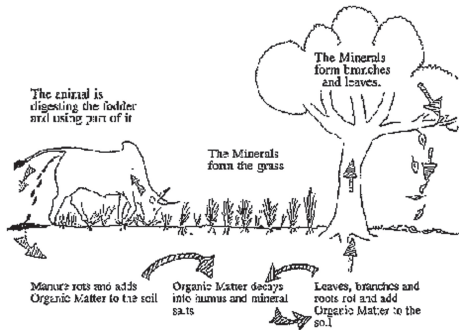 The Minerals
form branches
and leaves.
The animal is
digesting the fodder
and using part of it
The Minerals
form the grass
Manure rots and adds
Organic Matter to the soil
Organic Matter decays
into humus and mineral
salts
Leaves, branches and
roots rot and add
Organic Matter to the
soil